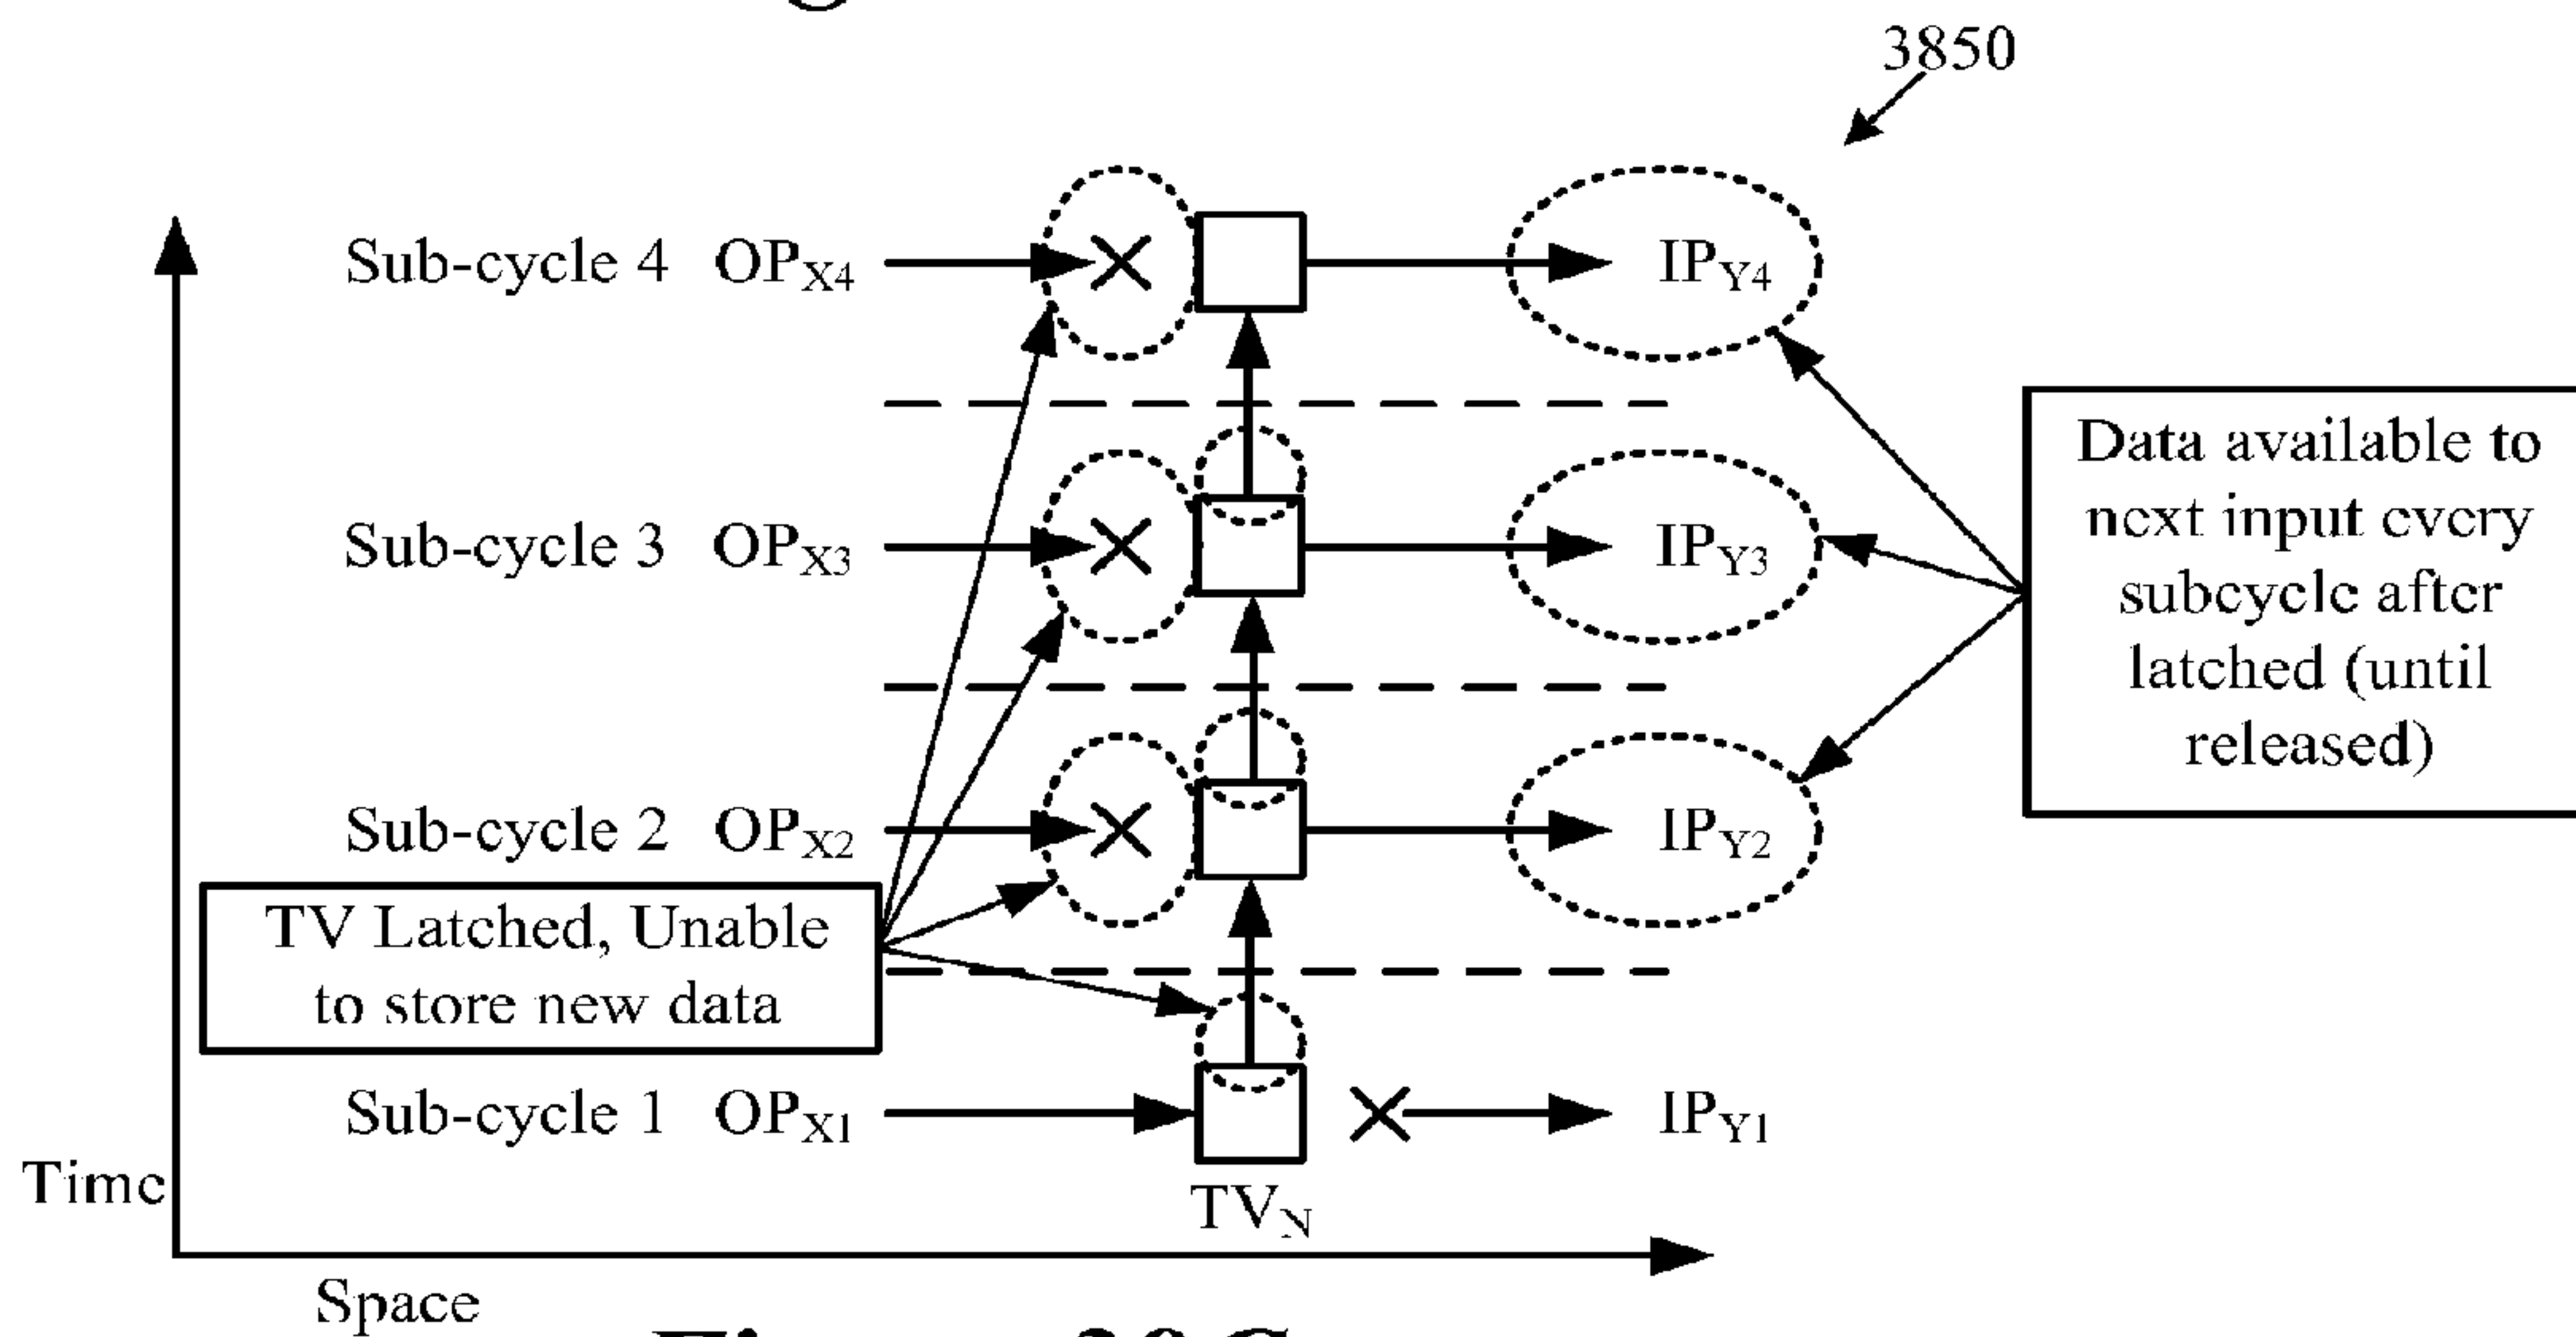 3850
Sub-cycle 4 OPX4 IPY4
Data available to
next input every
subcycle after
latched (until
released)
Sub-cycle 3 OPX3 IPY3
Sub-cycle 2 OPX2 IPY2
TV Latched, Unable
to store new data
Sub-cycle 1 OPX1 IPY1
Time
TVN
Space